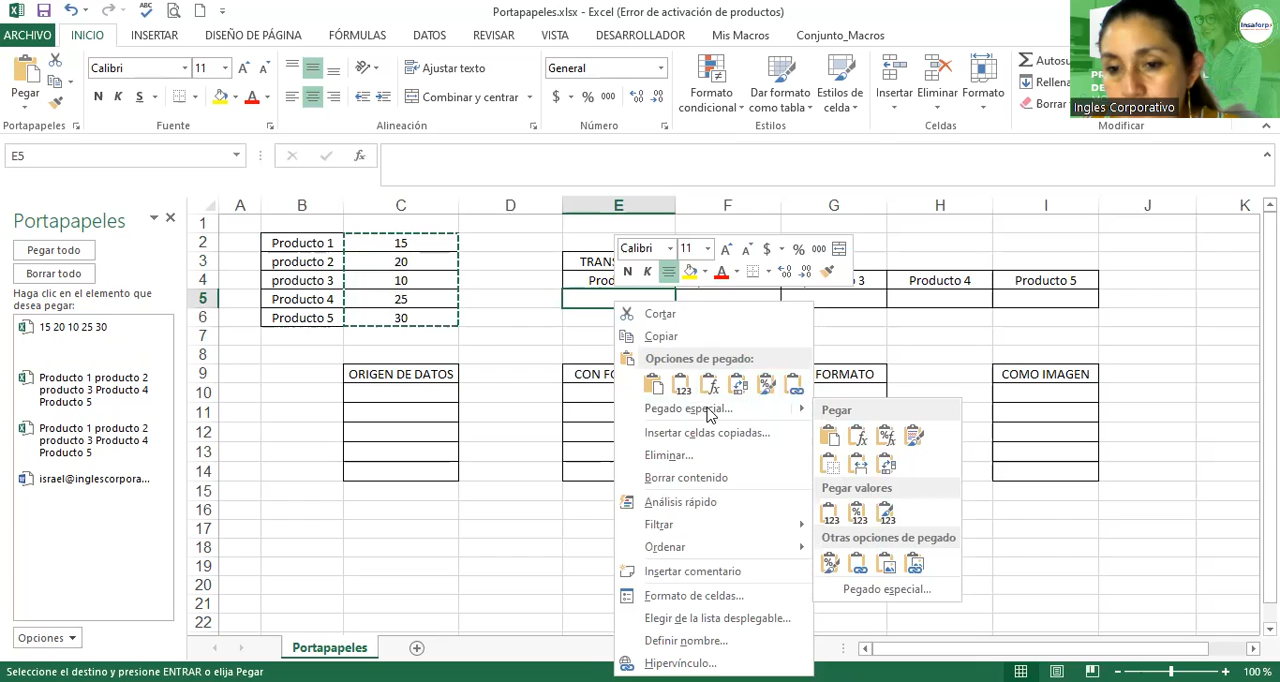 Portapapeles.xlsx - Excel (Error de activación de productos)
ARCHIVO INICIO INSERTAR DISEÑO DE PÁGINA FÓRMULAS DATOS REVISAR VISTA DESARROLLADOR Mis Macros Conjunto_Macros
Insaforp
Ingles Corporativo
Pegar
Calibri 11
N K S
Ajustar texto
Combinar y centrar
General
$ % 000
Formato condicional
Dar formato como tabla
Estilos de celda
Insertar Eliminar Formato
Autosu
Rellena
Borrar
Portapapeles Fuente Alineación Número Estilos Celdas Modificar
E5
fx
Portapapeles
Pegar todo
Borrar todo
Haga clic en el elemento que
desea pegar:
15 20 10 25 30
Producto 1 producto 2
producto 3 Producto 4
Producto 5
Producto 1 producto 2
producto 3 Producto 4
Producto 5
israel@inglescorpora...
Opciones
A B C D E F G H I J K
1
2 Producto 1 15
3 producto 2 20 TRANS
4 producto 3 10 Prod 3 Producto 4 Producto 5
5 Producto 4 25
6 Producto 5 30
7
8
9 ORIGEN DE DATOS CON FO FORMATO COMO IMAGEN
10
11
12
13
14
15
16
17
18
19
20
21
22
Calibri 11 $ % 000
N K A
Cortar
Copiar
Opciones de pegado:
Pegado especial...
Insertar celdas copiadas...
Eliminar...
Borrar contenido
Análisis rápido
Filtrar
Ordenar
Insertar comentario
Formato de celdas...
Elegir de la lista desplegable...
Definir nombre...
Hipervínculo...
Pegar
Pegar valores
Otras opciones de pegado
Pegado especial...
Portapapeles
Seleccione el destino y presione ENTRAR o elija Pegar
100 %